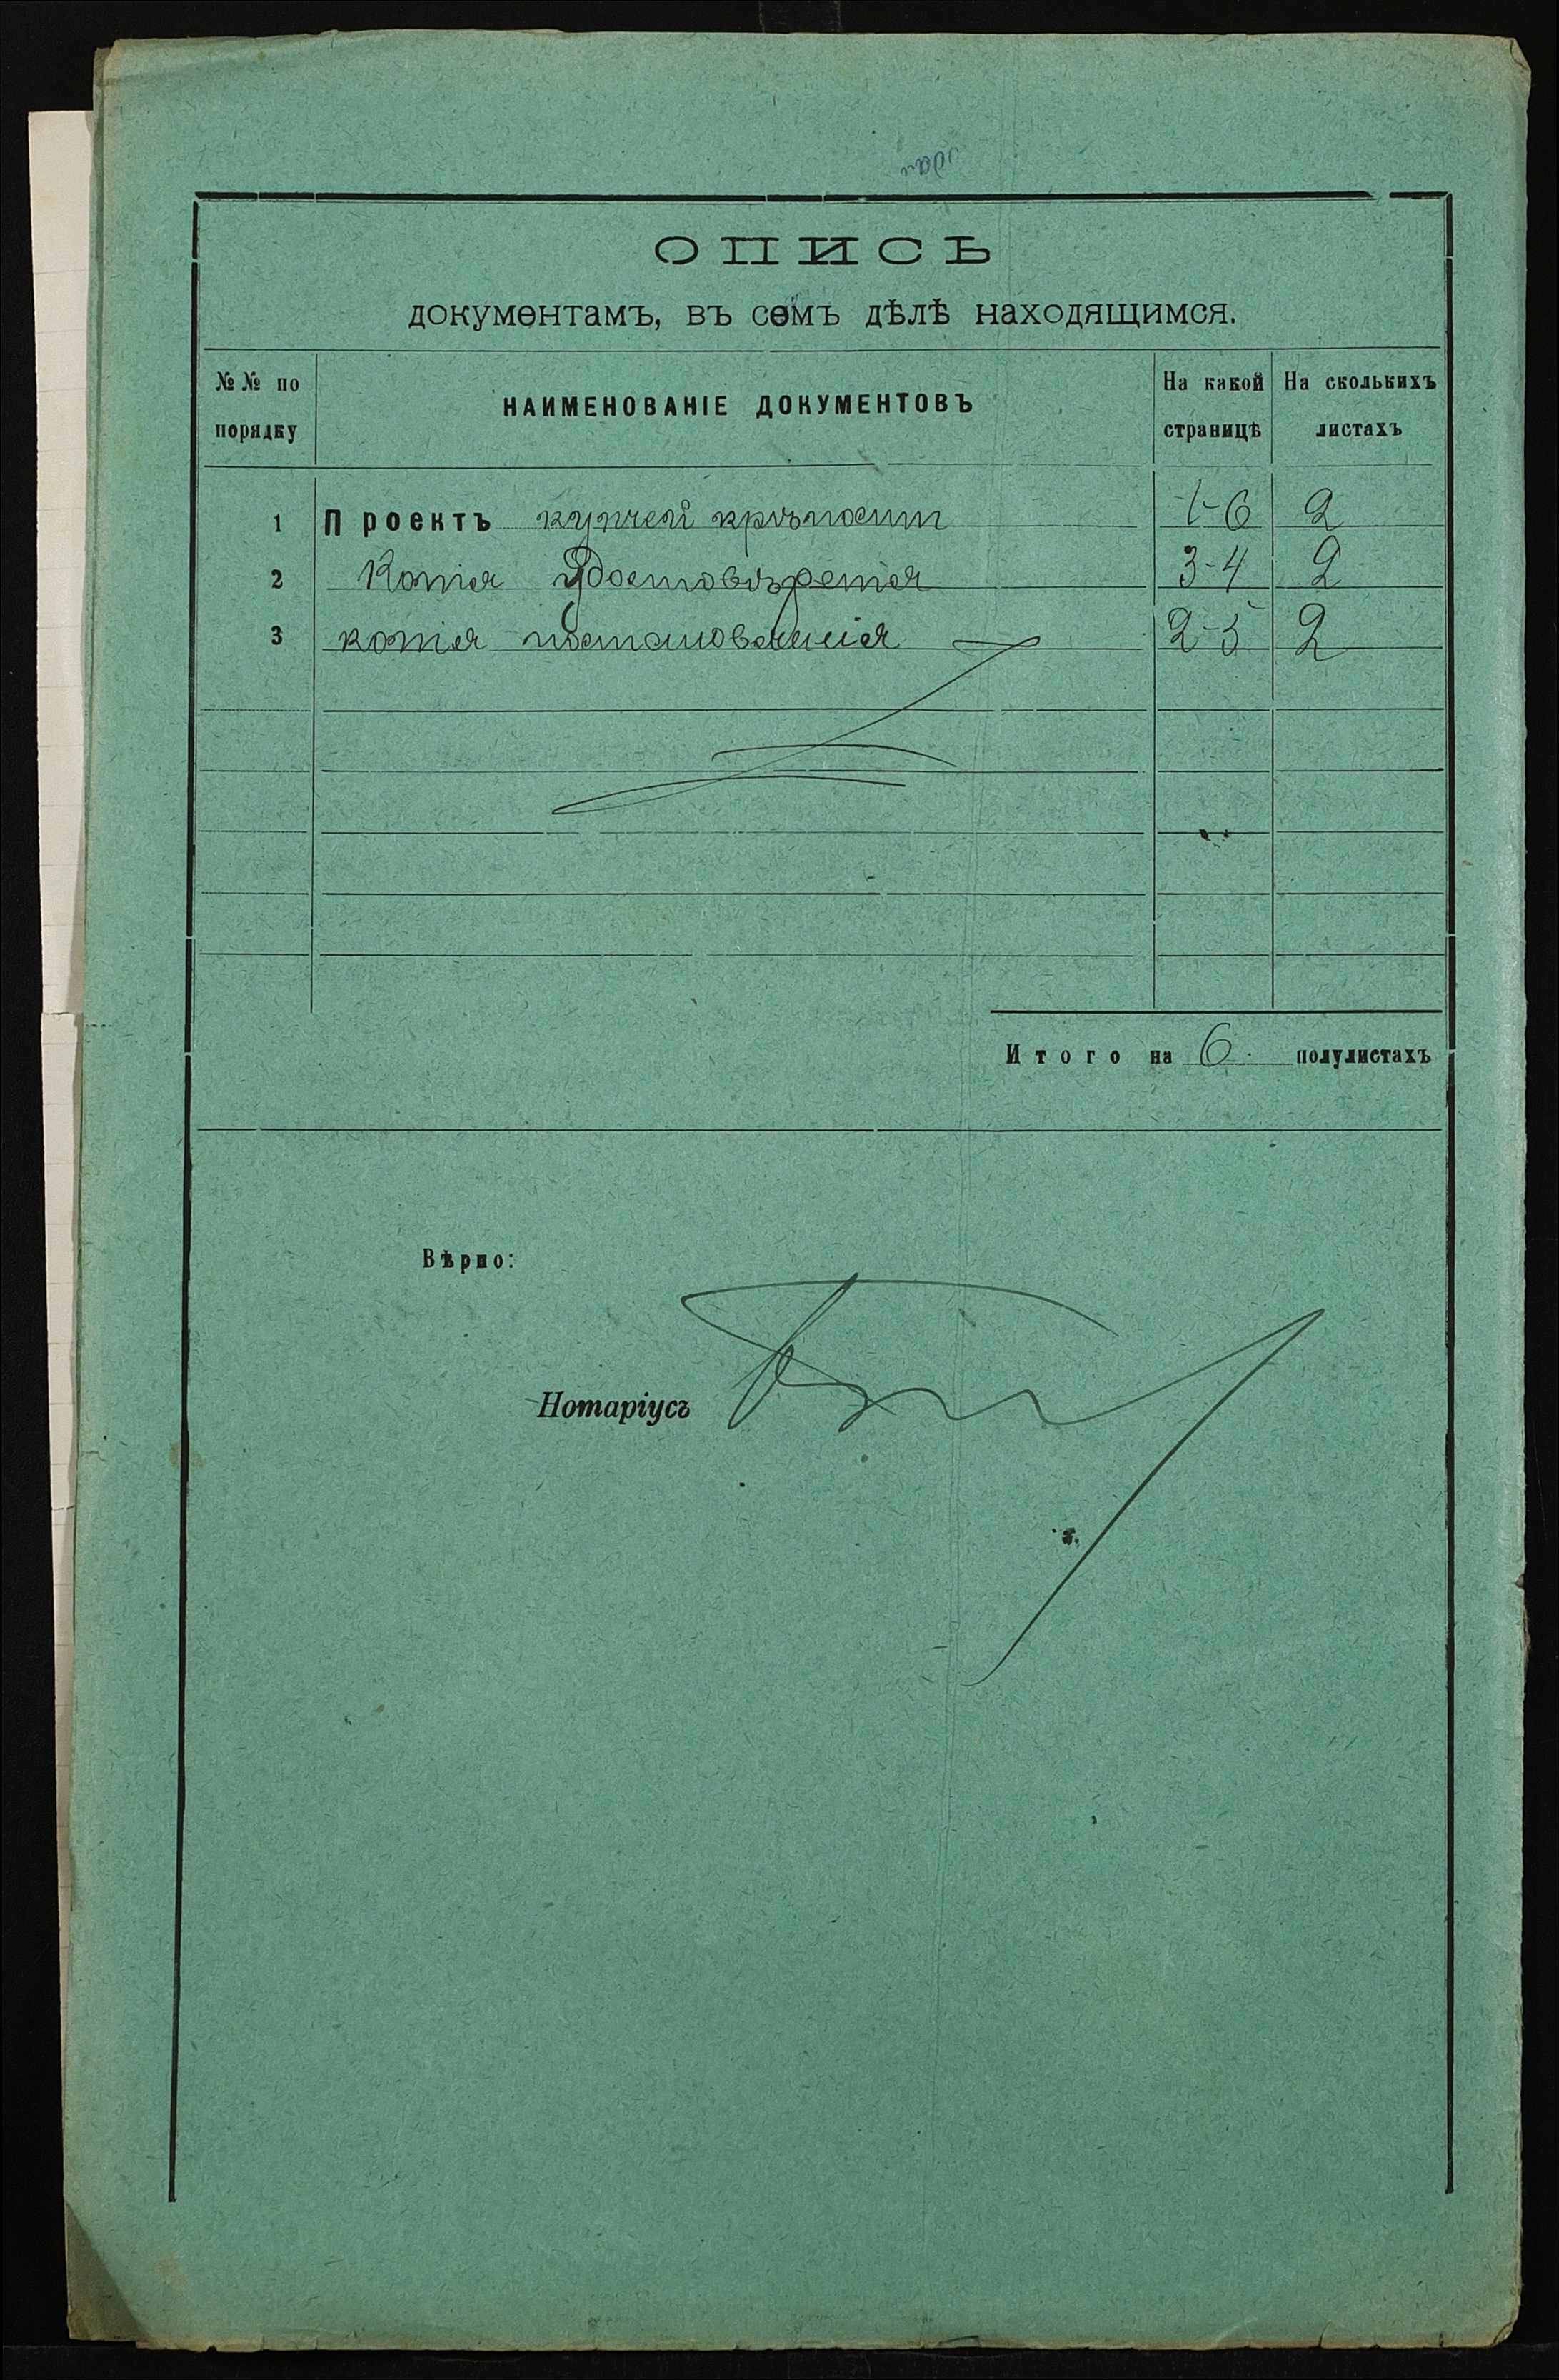 ОПИСЬ
документамъ, въ семъ дѣлѣ находящимся.
№№ по порядку НАИМЕНОВАНІЕ ДОКУМЕНТОВЪ На какой страницѣ На сколькихъ листахъ
1 Проектъ купчей крѣпости 1-6 2
2 Копія удостовѣренія 3-4 2
3 копія постановленія 2-5 2
Итого на 6 полулистахъ
Вѣрно:
Нотаріусъ